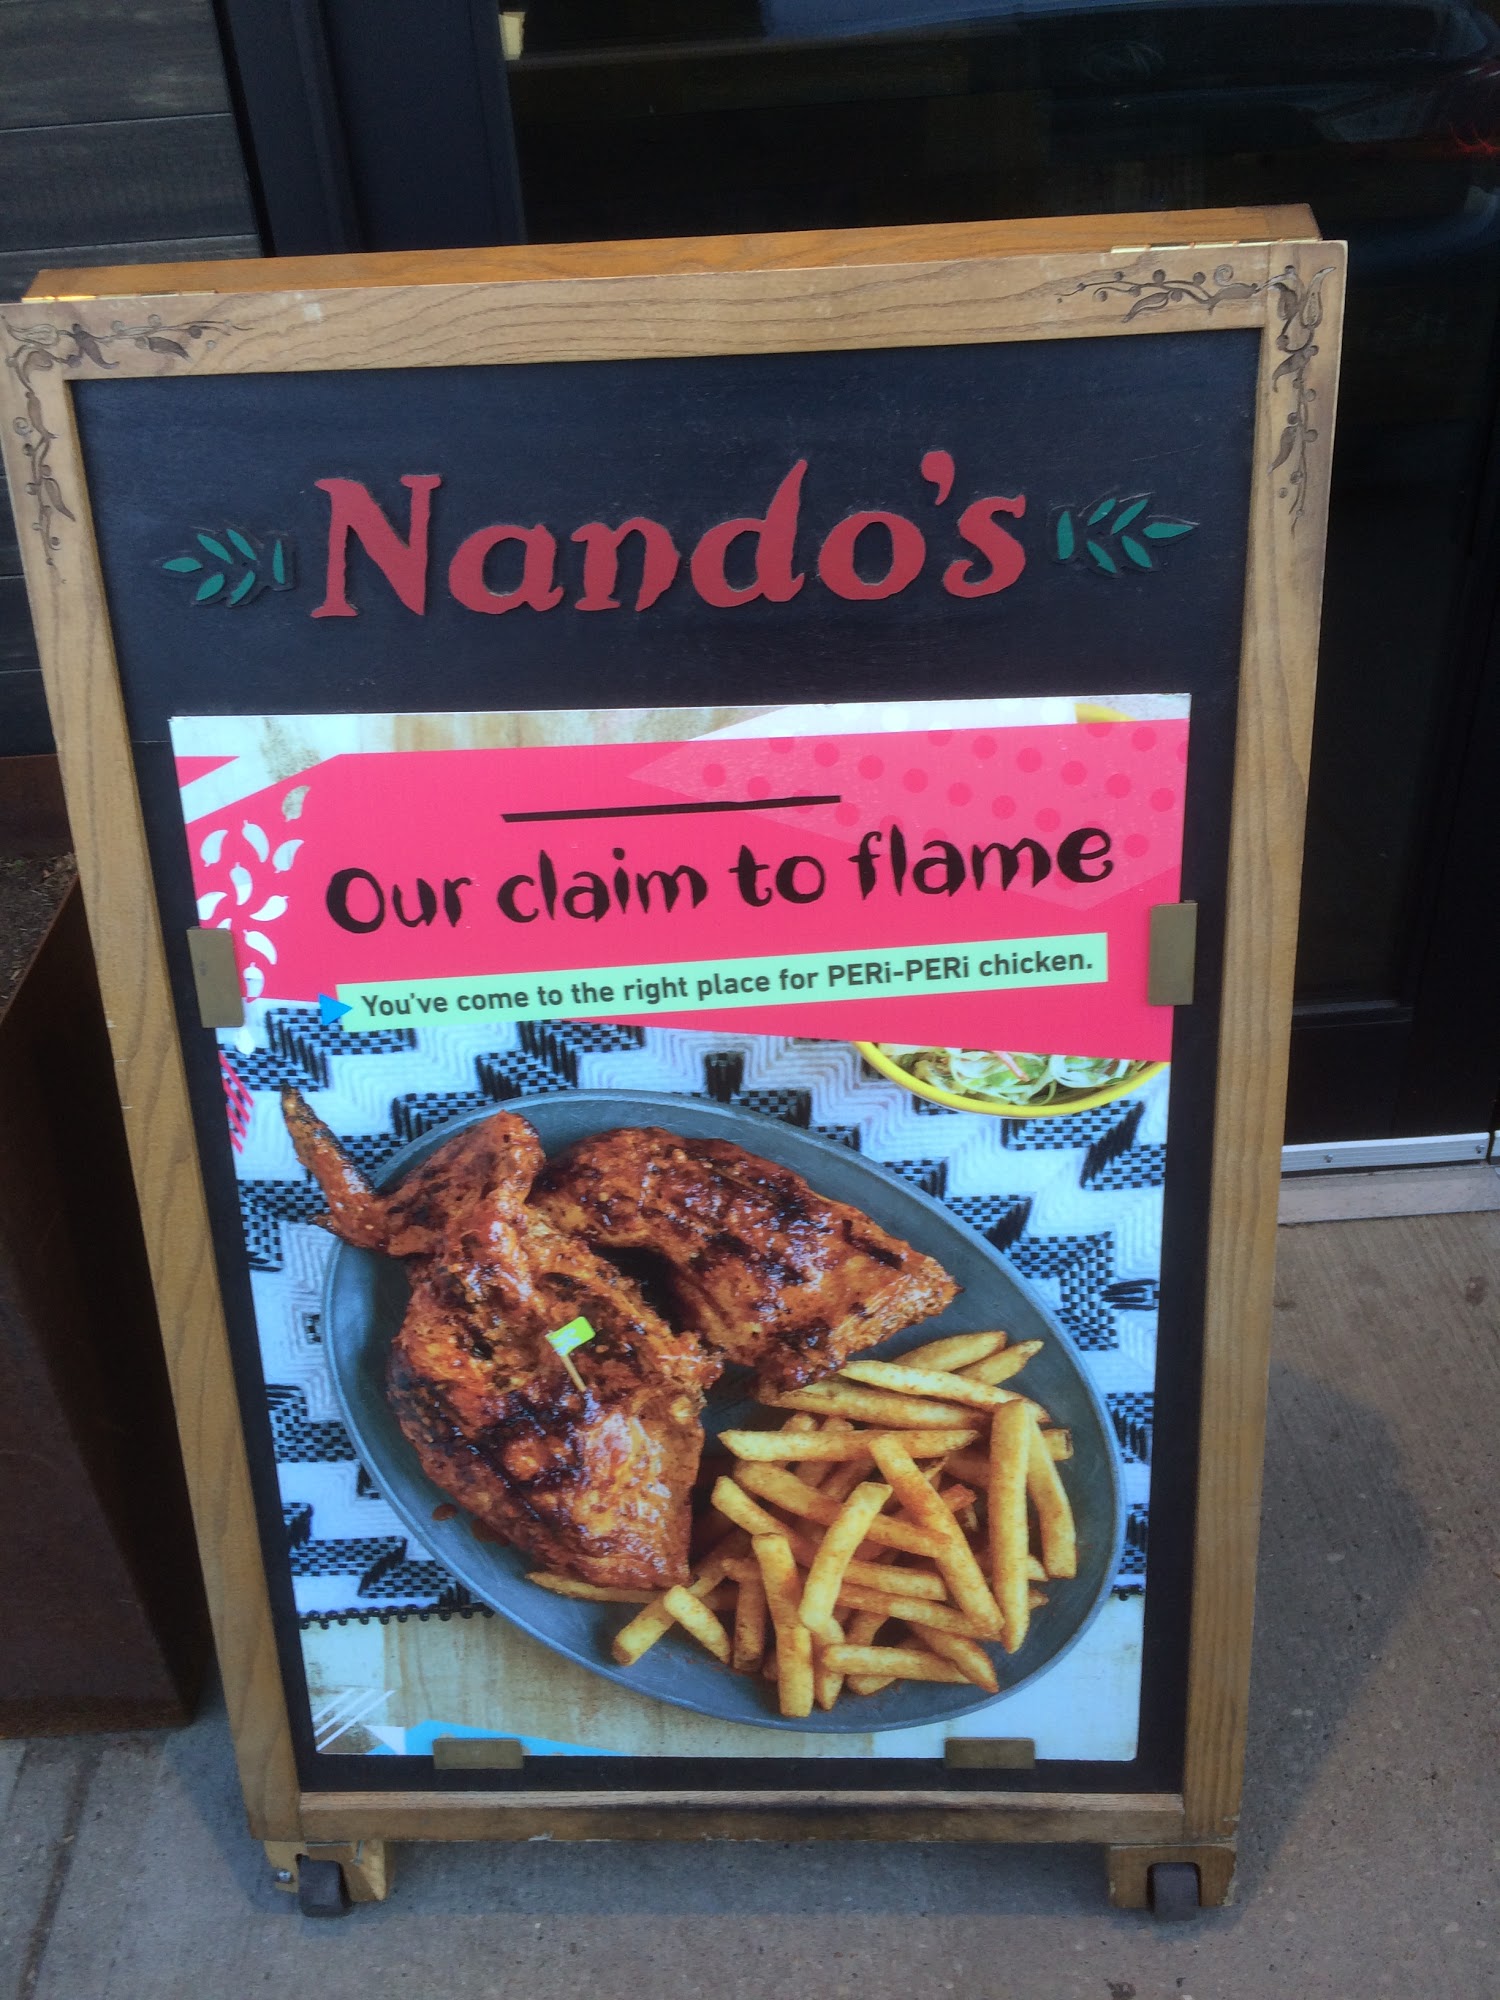 Nando's
Our claim to flame
You've come to the right place for PERi-PERi chicken.